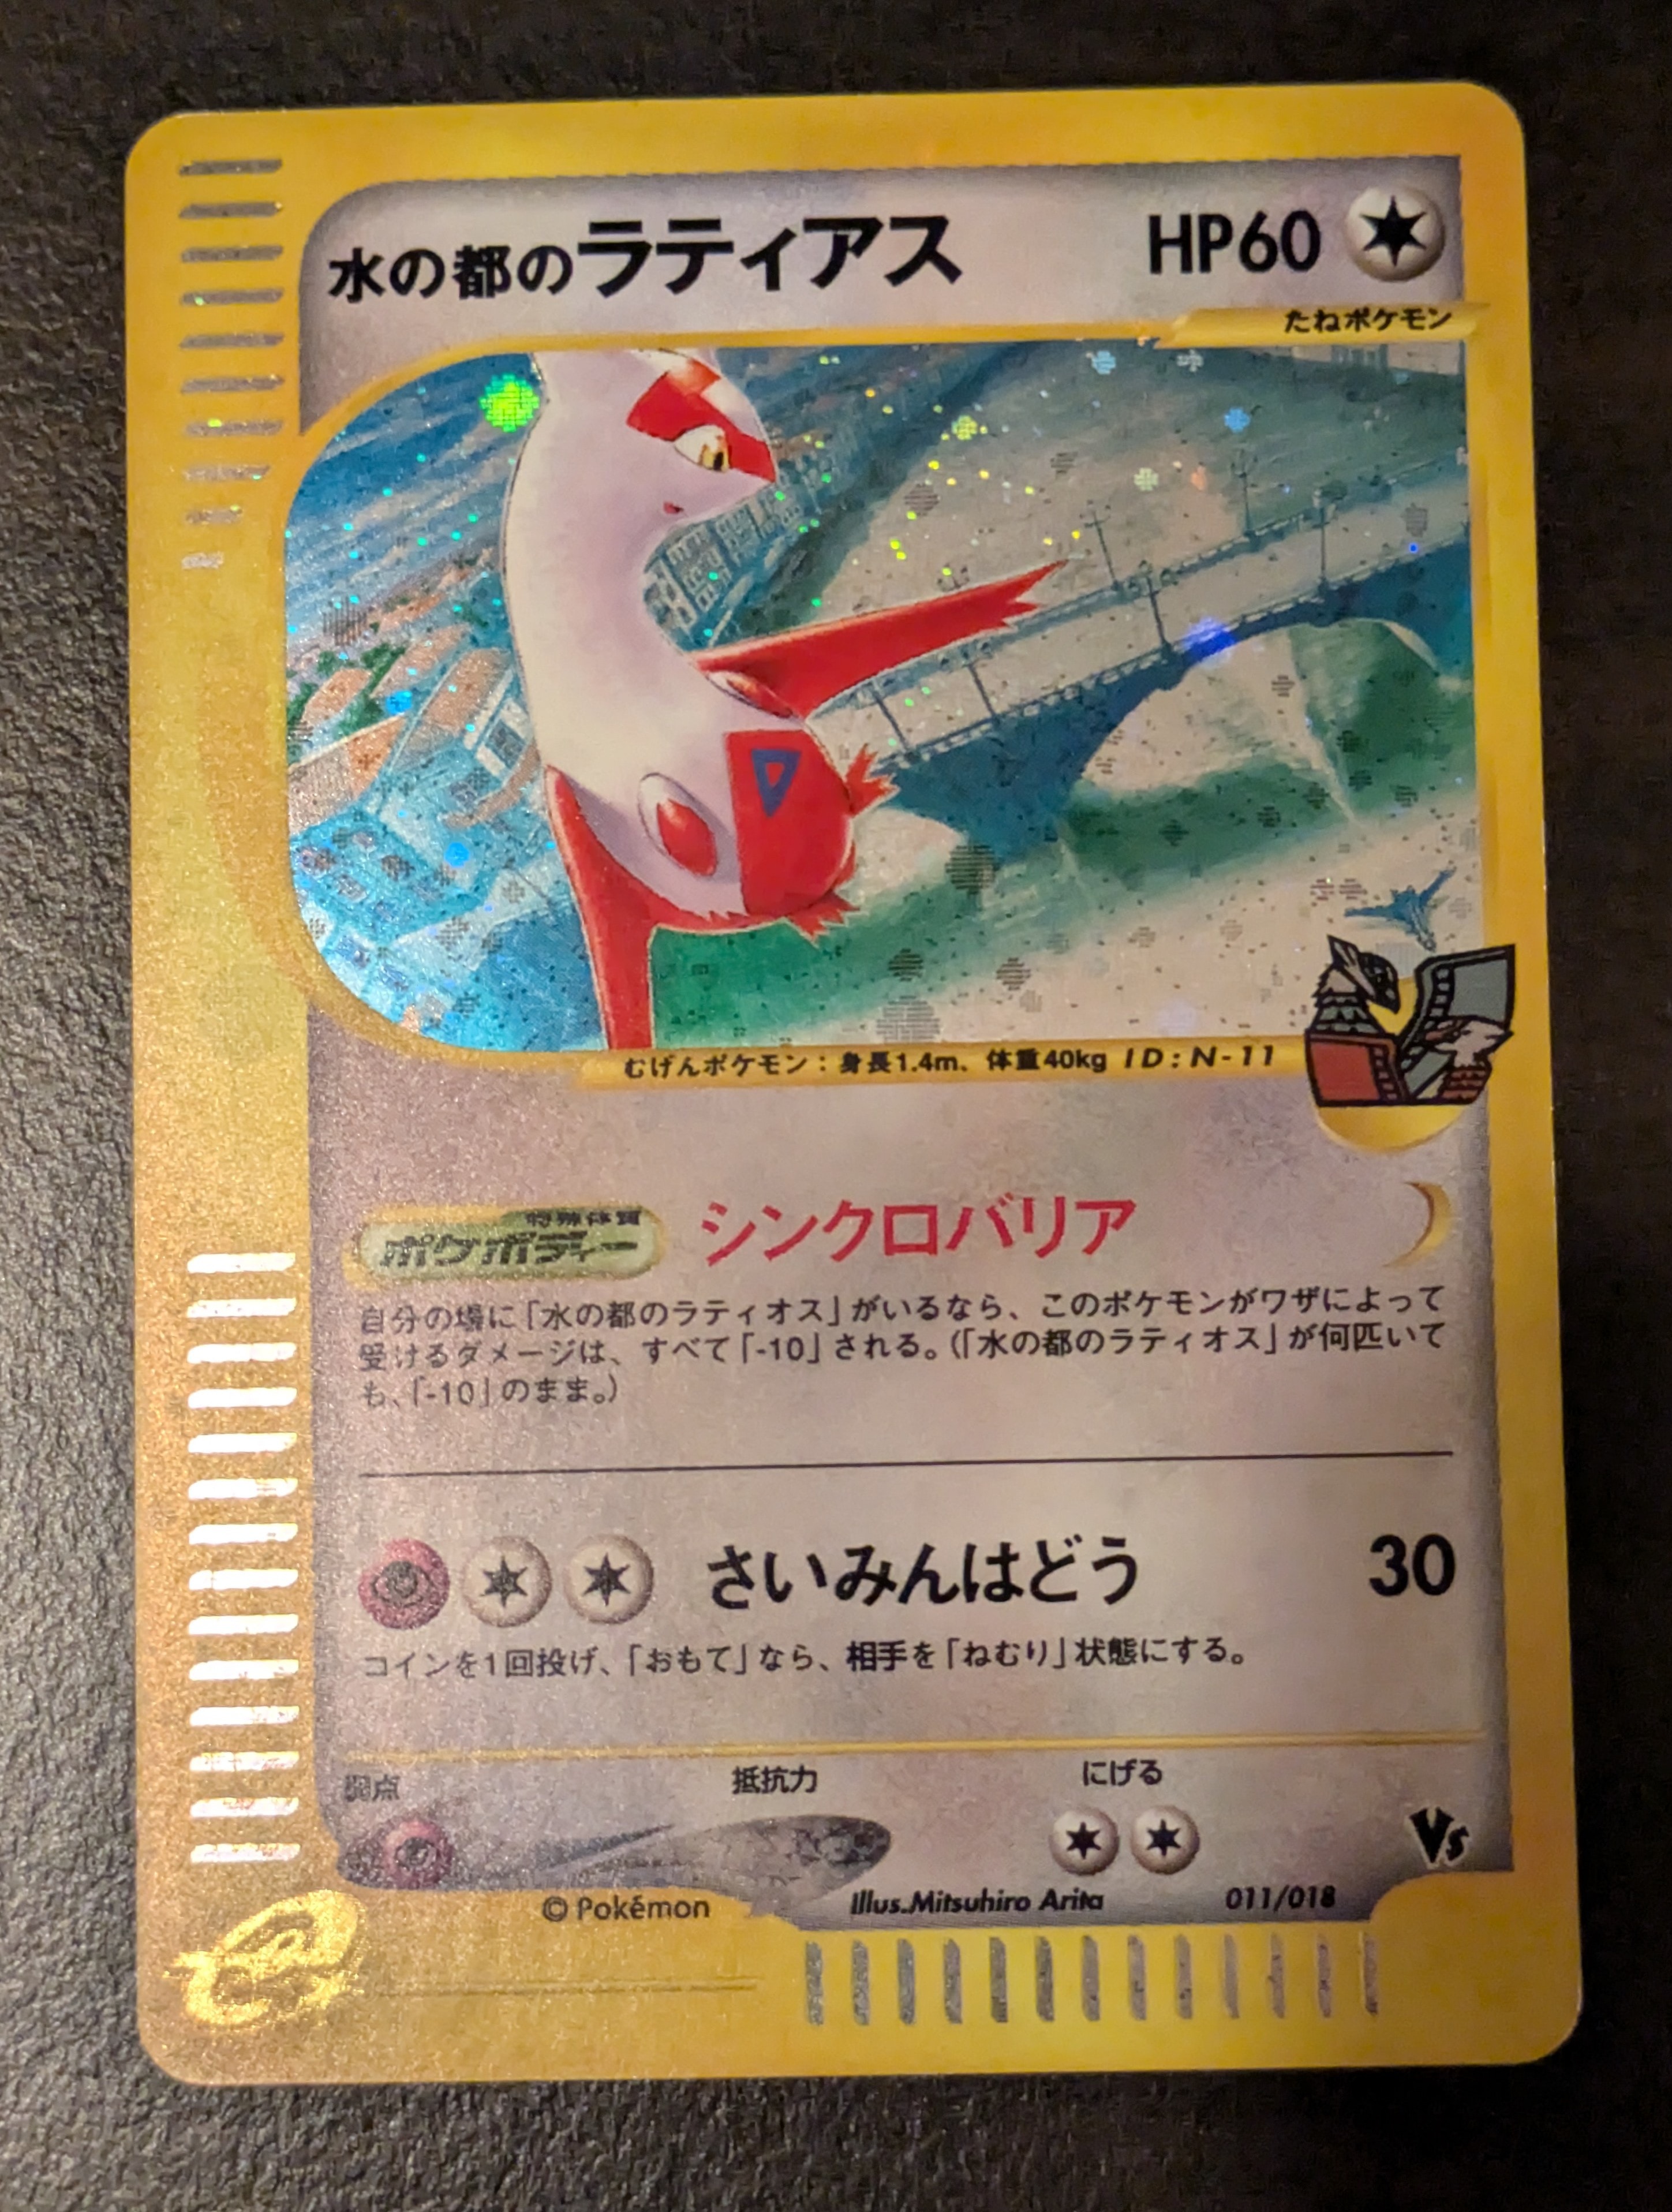 水の都のラティアス HP60
たねポケモン
むげんポケモン：身長1.4m、体重40kg ID:N-11
特殊体質
ポケボディー シンクロバリア
自分の場に「水の都のラティオス」がいるなら、このポケモンがワザによって
受けるダメージは、すべて「-10」される。（「水の都のラティオス」が何匹いて
も、「-10」のまま。）
さいみんはどう 30
コインを1回投げ、「おもて」なら、相手を「ねむり」状態にする。
弱点 抵抗力 にげる
Vs
© Pokémon Illus.Mitsuhiro Arita 011/018
e